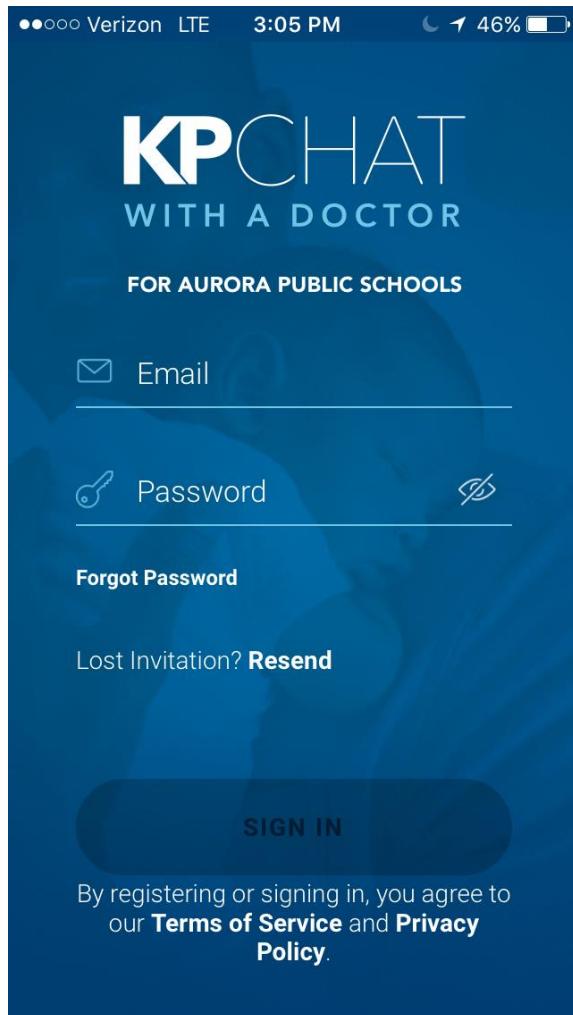 Verizon LTE 3:05 PM 46%
KPCHAT
WITH A DOCTOR
FOR AURORA PUBLIC SCHOOLS
Email
Password
Forgot Password
Lost Invitation? Resend
SIGN IN
By registering or signing in, you agree to
our Terms of Service and Privacy
Policy.